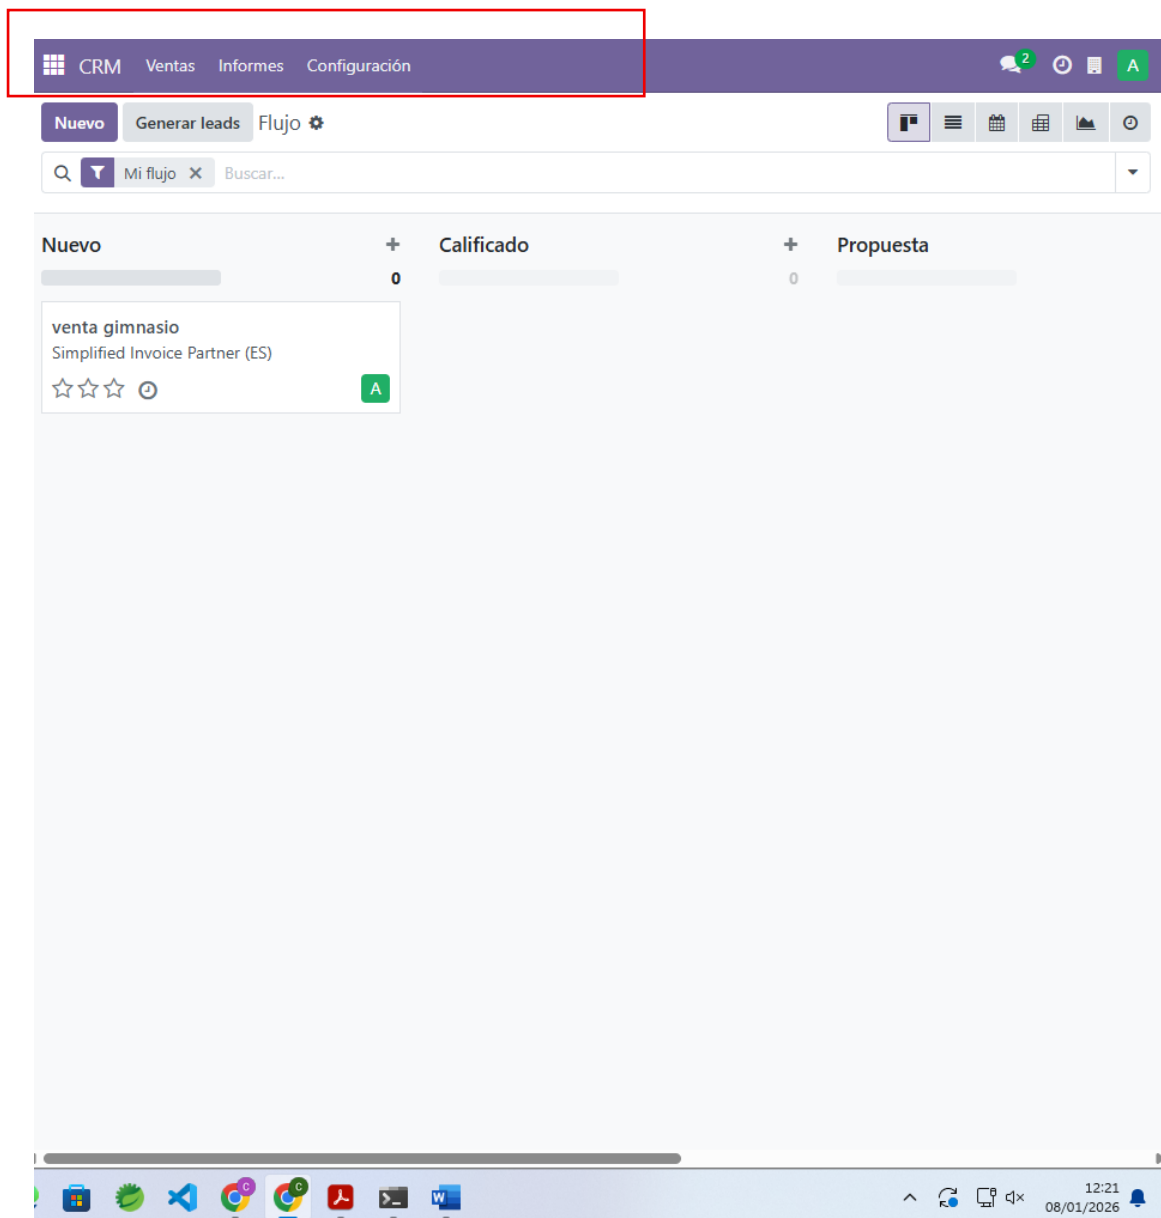 CRM Ventas Informes Configuración 2 A
Nuevo Generar leads Flujo
Mi flujo Buscar...
Nuevo Calificado Propuesta
0 0
venta gimnasio
Simplified Invoice Partner (ES)
A
C C
12:21
08/01/2026